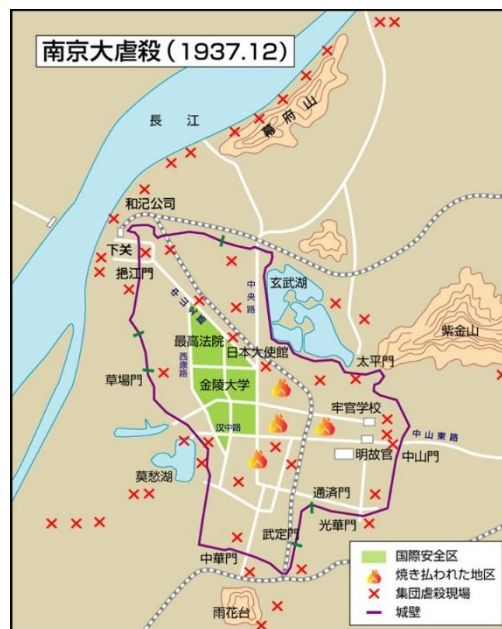 南京大虐殺(1937.12)
長江
幕府山
和記公司
下关
挹江門
中央路
玄武湖
中山北路
紫金山
最高法院
日本大使館
西康路
太平門
金陵大学
草場門
牢官学校
汉中路
中山東路
明故官
中山門
莫愁湖
通済門
光華門
武定門
中華門
雨花台
国際安全区
焼き払われた地区
集団虐殺現場
城壁